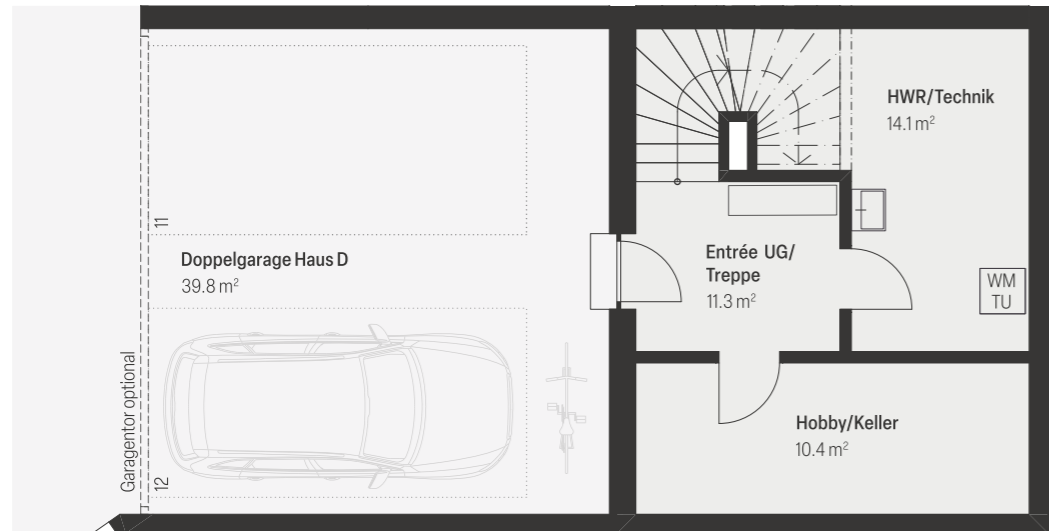 HWR/Technik
14.1 m²
11
Doppelgarage Haus D
39.8 m²
Entrée UG/
Treppe
11.3 m²
WM
TU
Garagentor optional
12
Hobby/Keller
10.4 m²